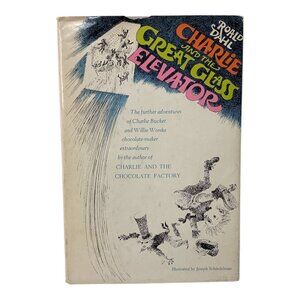 ROALD
DAHL
CHARLIE
AND THE
GREAT GLASS
ELEVATOR
The further adventures
of Charlie Bucket
and Willie Wonka
chocolate-maker
extraordinary
by the author of
CHARLIE AND THE
CHOCOLATE FACTORY
Illustrated by Joseph Schindelman